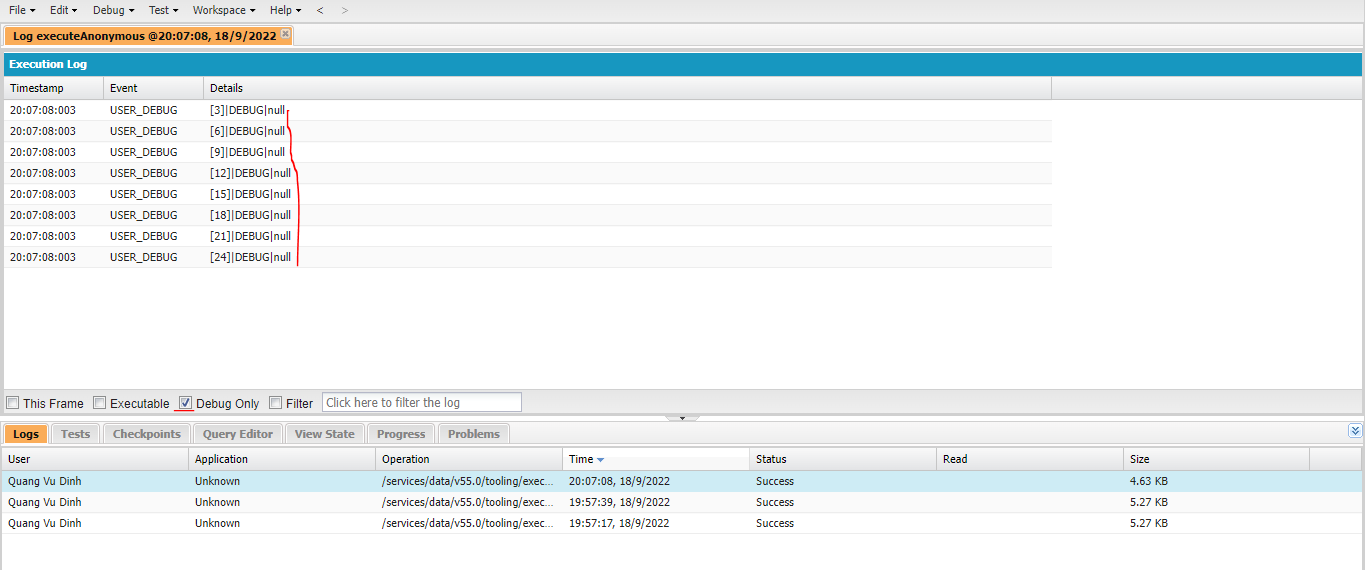 File Edit Debug Test Workspace Help < >
Log executeAnonymous @20:07:08, 18/9/2022
Execution Log
Timestamp Event Details
20:07:08:003 USER_DEBUG [3]|DEBUG|null
20:07:08:003 USER_DEBUG [6]|DEBUG|null
20:07:08:003 USER_DEBUG [9]|DEBUG|null
20:07:08:003 USER_DEBUG [12]|DEBUG|null
20:07:08:003 USER_DEBUG [15]|DEBUG|null
20:07:08:003 USER_DEBUG [18]|DEBUG|null
20:07:08:003 USER_DEBUG [21]|DEBUG|null
20:07:08:003 USER_DEBUG [24]|DEBUG|null
This Frame Executable Debug Only Filter Click here to filter the log
Logs Tests Checkpoints Query Editor View State Progress Problems
User Application Operation Time Status Read Size
Quang Vu Dinh Unknown /services/data/v55.0/tooling/exec... 20:07:08, 18/9/2022 Success 4.63 KB
Quang Vu Dinh Unknown /services/data/v55.0/tooling/exec... 19:57:39, 18/9/2022 Success 5.27 KB
Quang Vu Dinh Unknown /services/data/v55.0/tooling/exec... 19:57:17, 18/9/2022 Success 5.27 KB